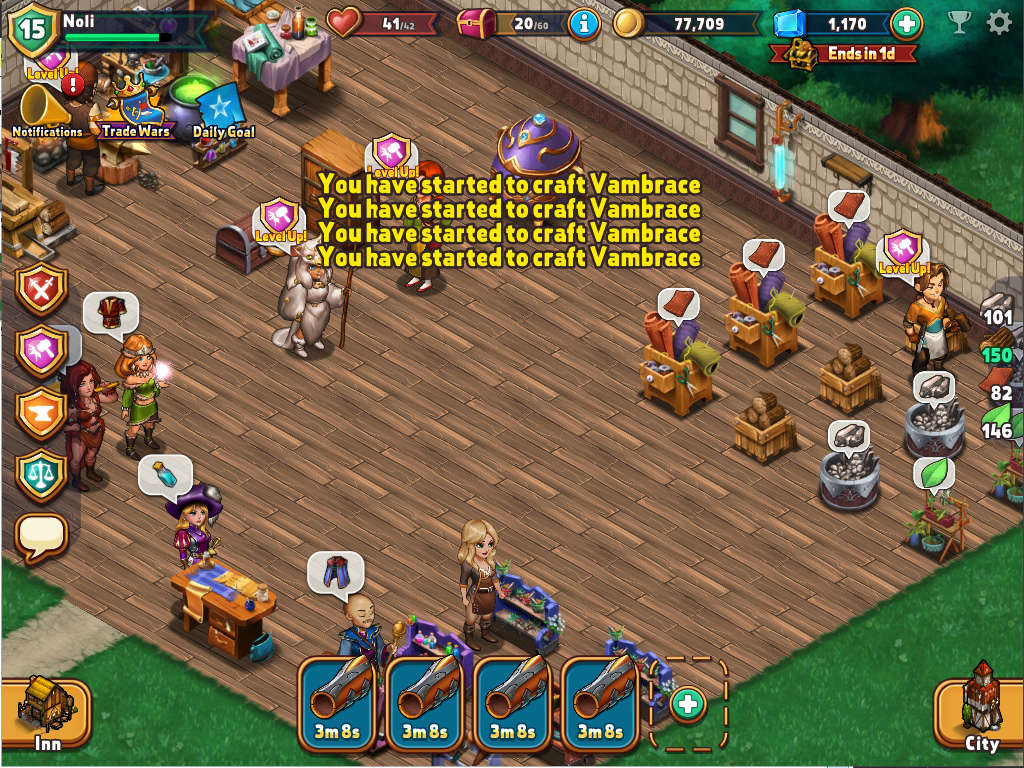 15
Noli
41/42
20/60
77,709
1,170
Ends in 1d
Level Up!
Notifications
Trade Wars
Daily Goal
Level Up!
You have started to craft Vambrace
You have started to craft Vambrace
Level Up!
You have started to craft Vambrace
You have started to craft Vambrace
Level Up!
101
150
82
146
3m 8s
3m 8s
3m 8s
3m 8s
Inn
City